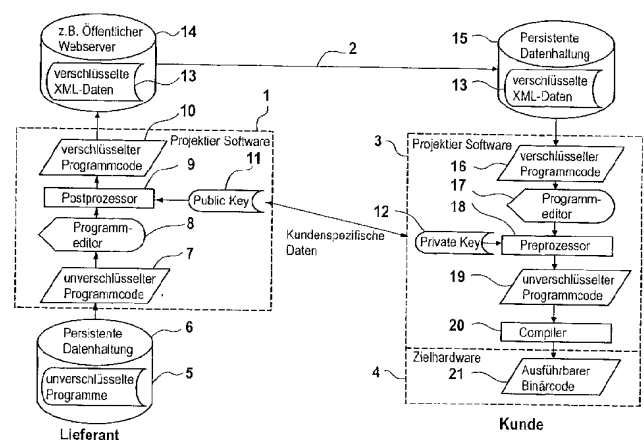 z.B. Öffentlicher
Webserver
14
verschlüsselte
XML-Daten
13
2
15
Persistente
Datenhaltung
verschlüsselte
XML-Daten
13
10
1
Projektier Software
verschlüsselter
Programmcode
9
11
Postprozessor
Public Key
Programm-
editor
8
7
unverschlüsselter
Programmcode
Persistente
Datenhaltung
6
unverschlüsselte
Programme
5
Lieferant
Kundenspezifische
Daten
3
Projektier Software
16
verschlüsselter
Programmcode
17
Programm-
editor
12
18
Private Key
Preprozessor
19
unverschlüsselter
Programmcode
20
Compiler
Zielhardware
4
21
Ausführbarer
Binärcode
Kunde